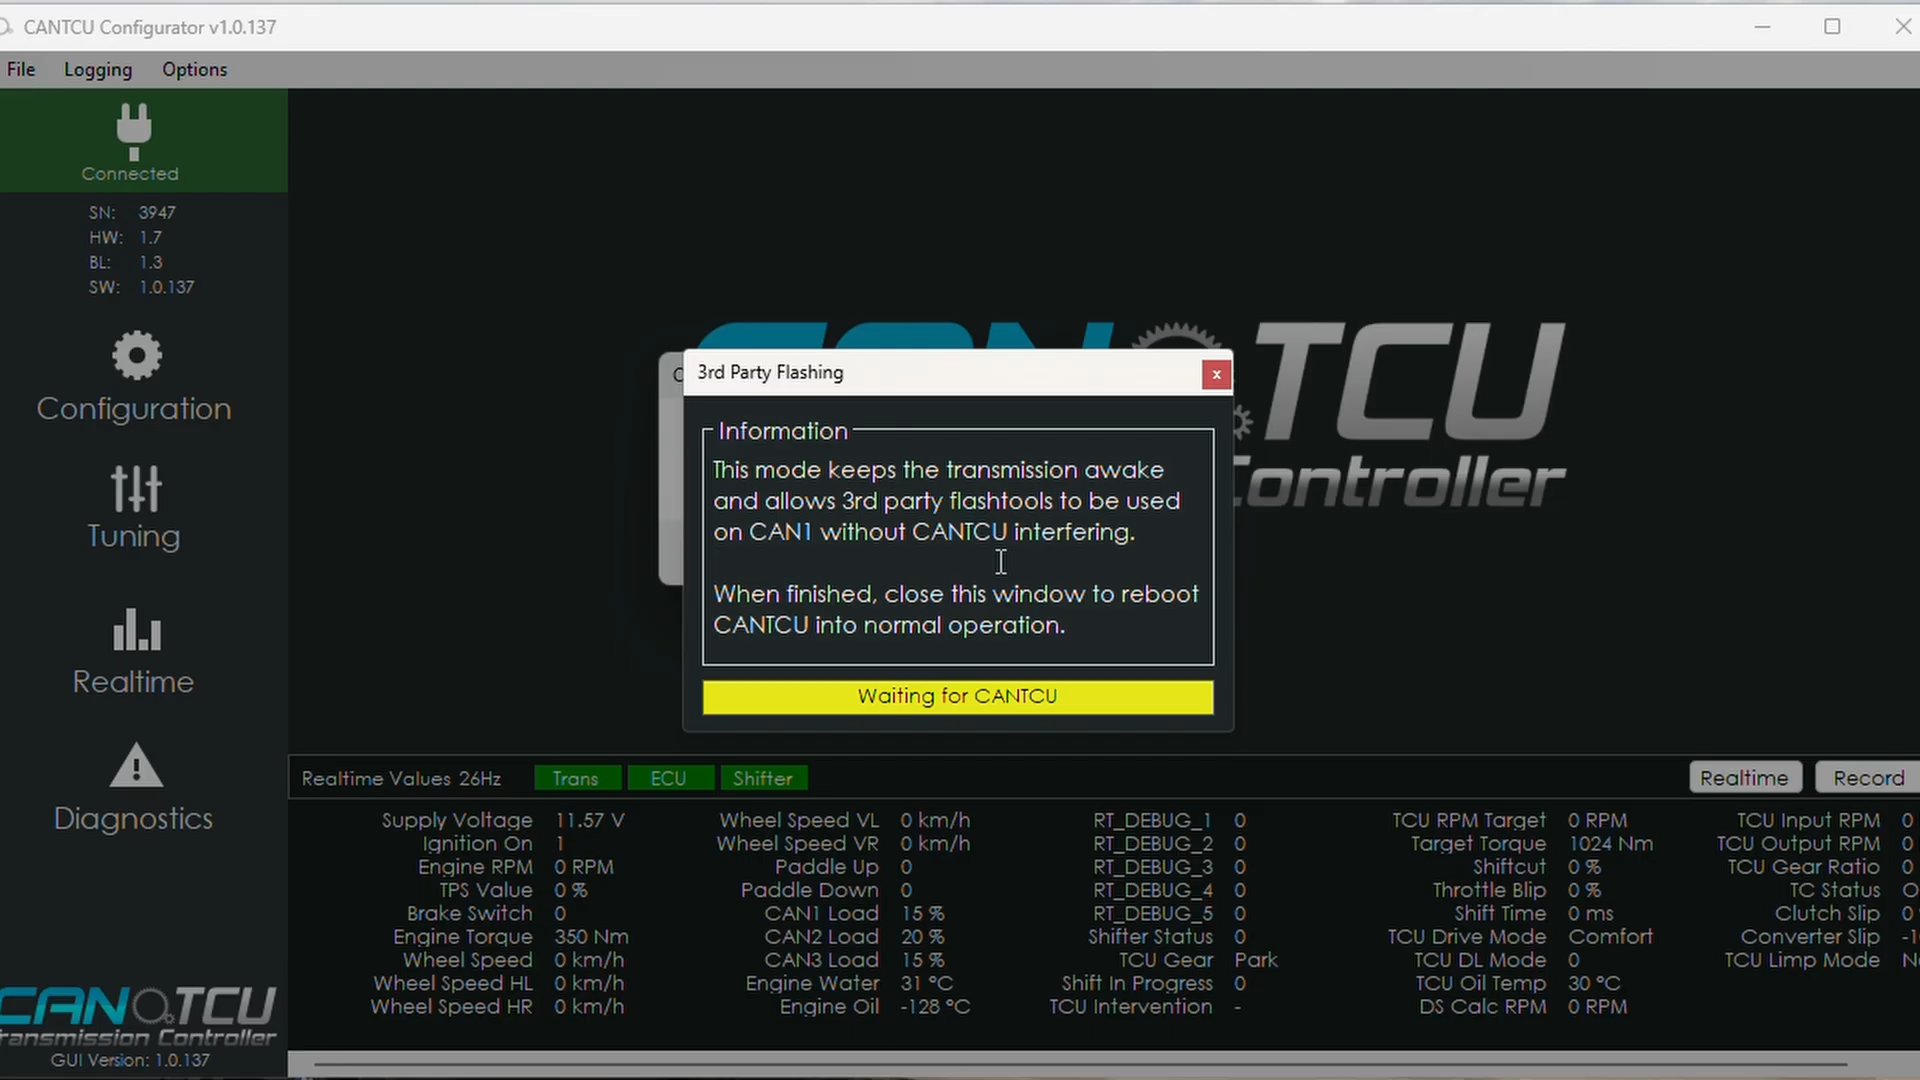 CANTCU Configurator v1.0.137
File Logging Options
Connected
SN: 3947
HW: 1.7
BL: 1.3
SW: 1.0.137
Configuration
Tuning
Realtime
Diagnostics
CAN TCU
Transmission Controller
GUI Version: 1.0.137
TCU
Controller
3rd Party Flashing
x
Information
This mode keeps the transmission awake
and allows 3rd party flashtools to be used
on CAN1 without CANTCU interfering.
When finished, close this window to reboot
CANTCU into normal operation.
Waiting for CANTCU
Realtime Values 26Hz Trans ECU Shifter Realtime Record
Supply Voltage 11.57 V Wheel Speed VL 0 km/h RT_DEBUG_1 0 TCU RPM Target 0 RPM TCU Input RPM 0
Ignition On 1 Wheel Speed VR 0 km/h RT_DEBUG_2 0 Target Torque 1024 Nm TCU Output RPM 0
Engine RPM 0 RPM Paddle Up 0 RT_DEBUG_3 0 Shiftcut 0 % TCU Gear Ratio 0
TPS Value 0 % Paddle Down 0 RT_DEBUG_4 0 Throttle Blip 0 % TC Status
Brake Switch 0 CAN1 Load 15 % RT_DEBUG_5 0 Shift Time 0 ms Clutch Slip 0
Engine Torque 350 Nm CAN2 Load 20 % Shifter Status 0 TCU Drive Mode Comfort Converter Slip
Wheel Speed 0 km/h CAN3 Load 15 % TCU Gear Park TCU DL Mode 0 TCU Limp Mode
Wheel Speed HL 0 km/h Engine Water 31 °C Shift In Progress 0 TCU Oil Temp 30 °C
Wheel Speed HR 0 km/h Engine Oil -128 °C TCU Intervention - DS Calc RPM 0 RPM